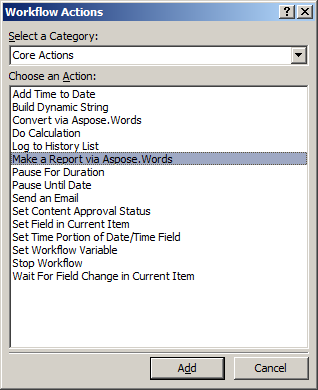 Workflow Actions
Select a Category:
Core Actions
Choose an Action:
Add Time to Date
Build Dynamic String
Convert via Aspose.Words
Do Calculation
Log to History List
Make a Report via Aspose.Words
Pause For Duration
Pause Until Date
Send an Email
Set Content Approval Status
Set Field in Current Item
Set Time Portion of Date/Time Field
Set Workflow Variable
Stop Workflow
Wait For Field Change in Current Item
Add Cancel